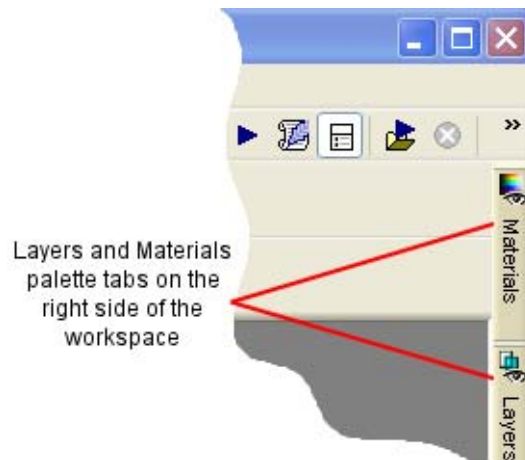 »
Materials
Layers and Materials
palette tabs on the
right side of the
workspace
Layers